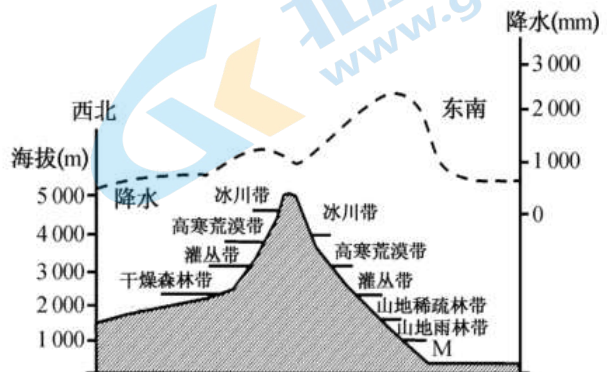 降水(mm)
3 000
2 000
1 000
0
西北
东南
海拔(m)
5 000
4 000
3 000
2 000
1 000
降水
冰川带
高寒荒漠带
灌丛带
干燥森林带
冰川带
高寒荒漠带
灌丛带
山地稀疏林带
山地雨林带
M
www.g